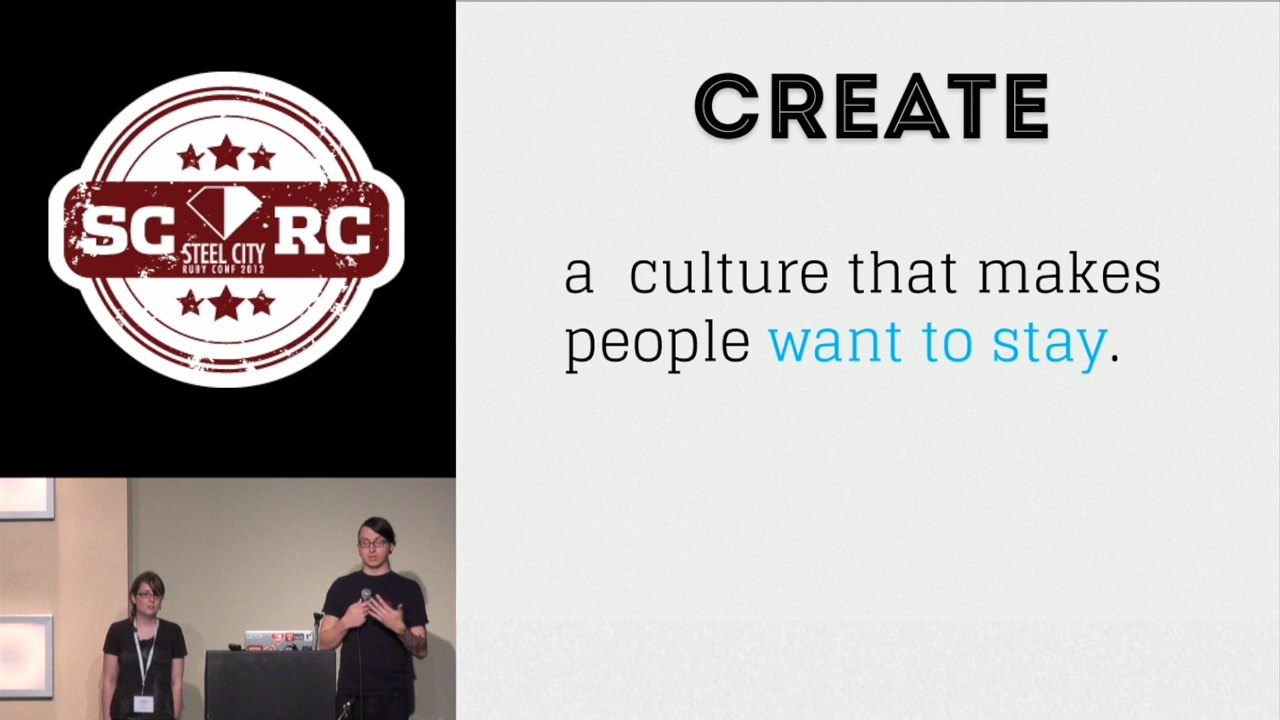 SC RC
STEEL CITY
RUBY CONF 2012
CREATE
a culture that makes
people want to stay.